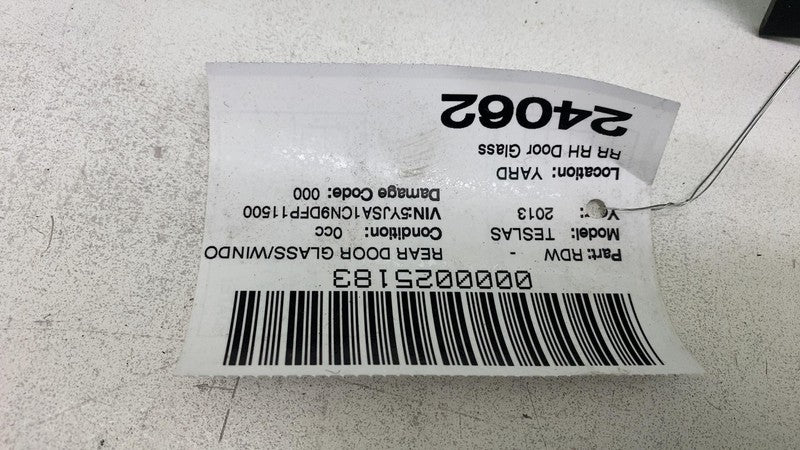 0000025183
Part: RDW - REAR DOOR GLASS/WINDO
Model: TESLAS Condition: 0cc
2013 VIN:5YJSA1CN9DFP11500
Location: YARD Damage Code: 000
RR RH Door Glass
24062